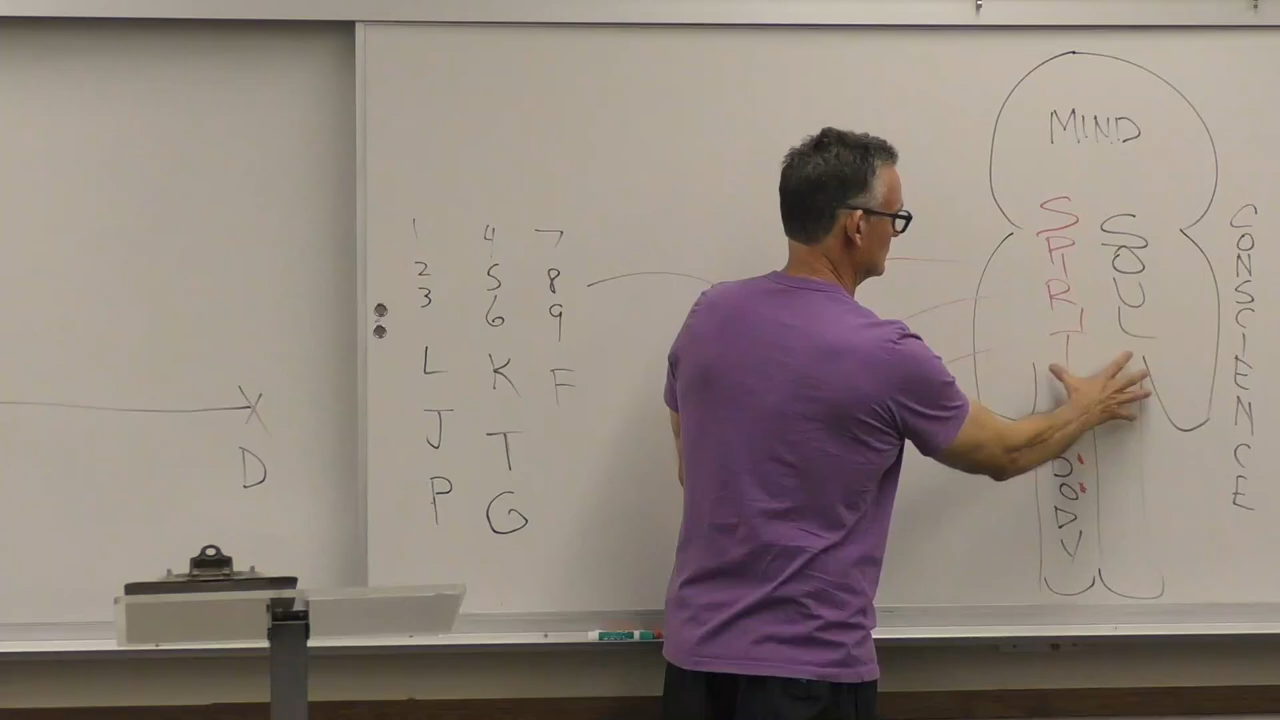 1 4 7
2 5 8
3 6 9
L K F
J T
P G
X
D
MIND
SPIRIT
SOUL
BODY
CONSCIENCE